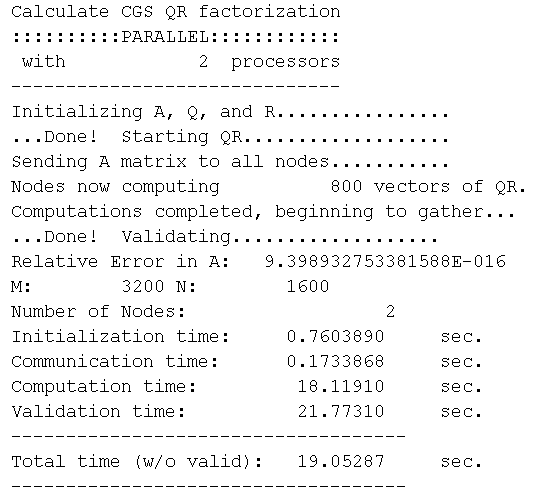 Calculate CGS QR factorization
::::::::::PARALLEL::::::::::::
with 2 processors
------------------------------
Initializing A, Q, and R................
...Done! Starting QR...................
Sending A matrix to all nodes...........
Nodes now computing 800 vectors of QR.
Computations completed, beginning to gather...
...Done! Validating...................
Relative Error in A: 9.398932753381588E-016
M: 3200 N: 1600
Number of Nodes: 2
Initialization time: 0.7603890 sec.
Communication time: 0.1733868 sec.
Computation time: 18.11910 sec.
Validation time: 21.77310 sec.
------------------------------------
Total time (w/o valid): 19.05287 sec.
------------------------------------